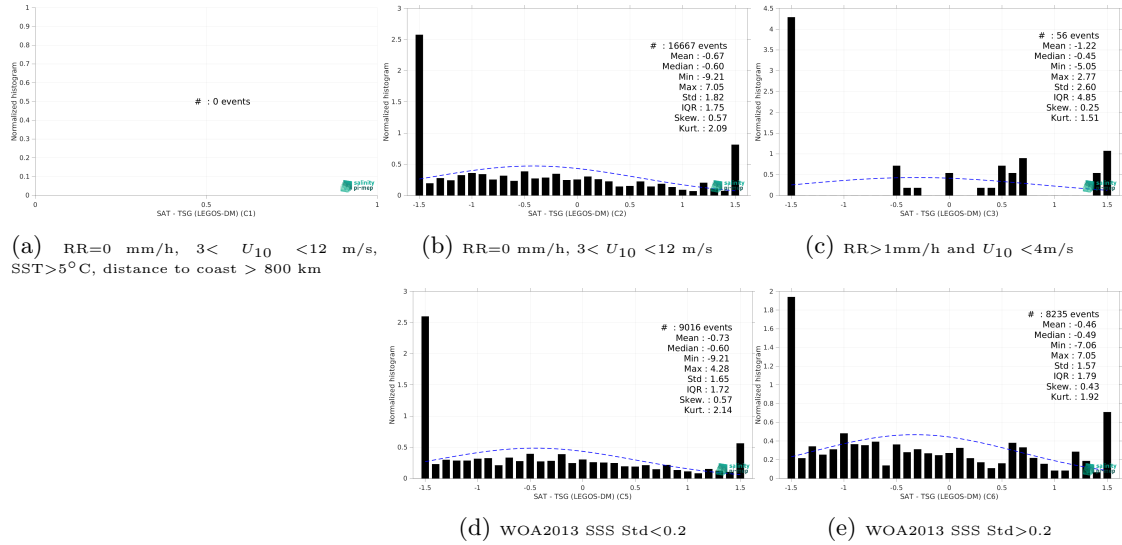 1
0.9
0.8
0.7
0.6
0.5
0.4
0.3
0.2
0.1
0
Normalized histogram
# : 0 events
salinity
pi-mep
0 0.5 1
SAT - TSG (LEGOS-DM) (C1)
(a) RR=0 mm/h, 3< U10 <12 m/s,
SST>5°C, distance to coast > 800 km
3
2.5
2
1.5
1
0.5
0
Normalized histogram
# : 16667 events
Mean : -0.67
Median : -0.60
Min : -9.21
Max : 7.05
Std : 1.82
IQR : 1.75
Skew. : 0.57
Kurt. : 2.09
salinity
pi-mep
-1.5 -1 -0.5 0 0.5 1 1.5
SAT - TSG (LEGOS-DM) (C2)
(b) RR=0 mm/h, 3< U10 <12 m/s
4.5
4
3.5
3
2.5
2
1.5
1
0.5
0
Normalized histogram
# : 56 events
Mean : -1.22
Median : -0.45
Min : -5.05
Max : 2.77
Std : 2.60
IQR : 4.85
Skew. : 0.25
Kurt. : 1.51
salinity
pi-mep
-1.5 -1 -0.5 0 0.5 1 1.5
SAT - TSG (LEGOS-DM) (C3)
(c) RR>1mm/h and U10 <4m/s
3
2.5
2
1.5
1
0.5
0
Normalized histogram
# : 9016 events
Mean : -0.73
Median : -0.60
Min : -9.21
Max : 4.28
Std : 1.65
IQR : 1.72
Skew. : 0.57
Kurt. : 2.14
salinity
pi-mep
-1.5 -1 -0.5 0 0.5 1 1.5
SAT - TSG (LEGOS-DM) (C5)
(d) WOA2013 SSS Std<0.2
2
1.8
1.6
1.4
1.2
1
0.8
0.6
0.4
0.2
0
Normalized histogram
# : 8235 events
Mean : -0.46
Median : -0.49
Min : -7.06
Max : 7.05
Std : 1.57
IQR : 1.79
Skew. : 0.43
Kurt. : 1.92
salinity
pi-mep
-1.5 -1 -0.5 0 0.5 1 1.5
SAT - TSG (LEGOS-DM) (C6)
(e) WOA2013 SSS Std>0.2